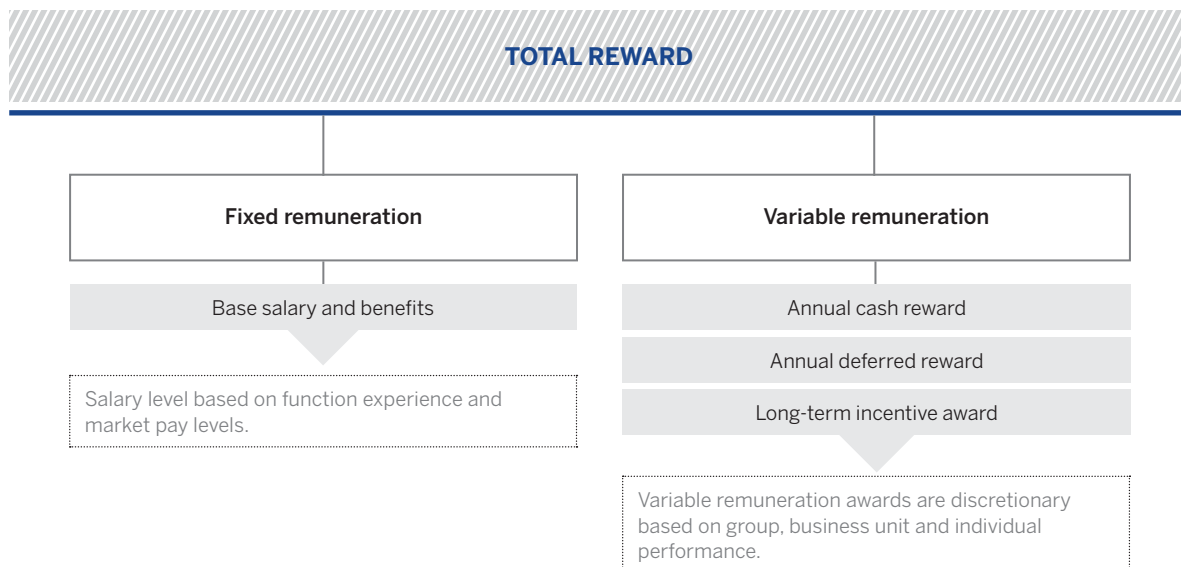 TOTAL REWARD
Fixed remuneration
Base salary and benefits
Salary level based on function experience and
market pay levels.
Variable remuneration
Annual cash reward
Annual deferred reward
Long-term incentive award
Variable remuneration awards are discretionary
based on group, business unit and individual
performance.